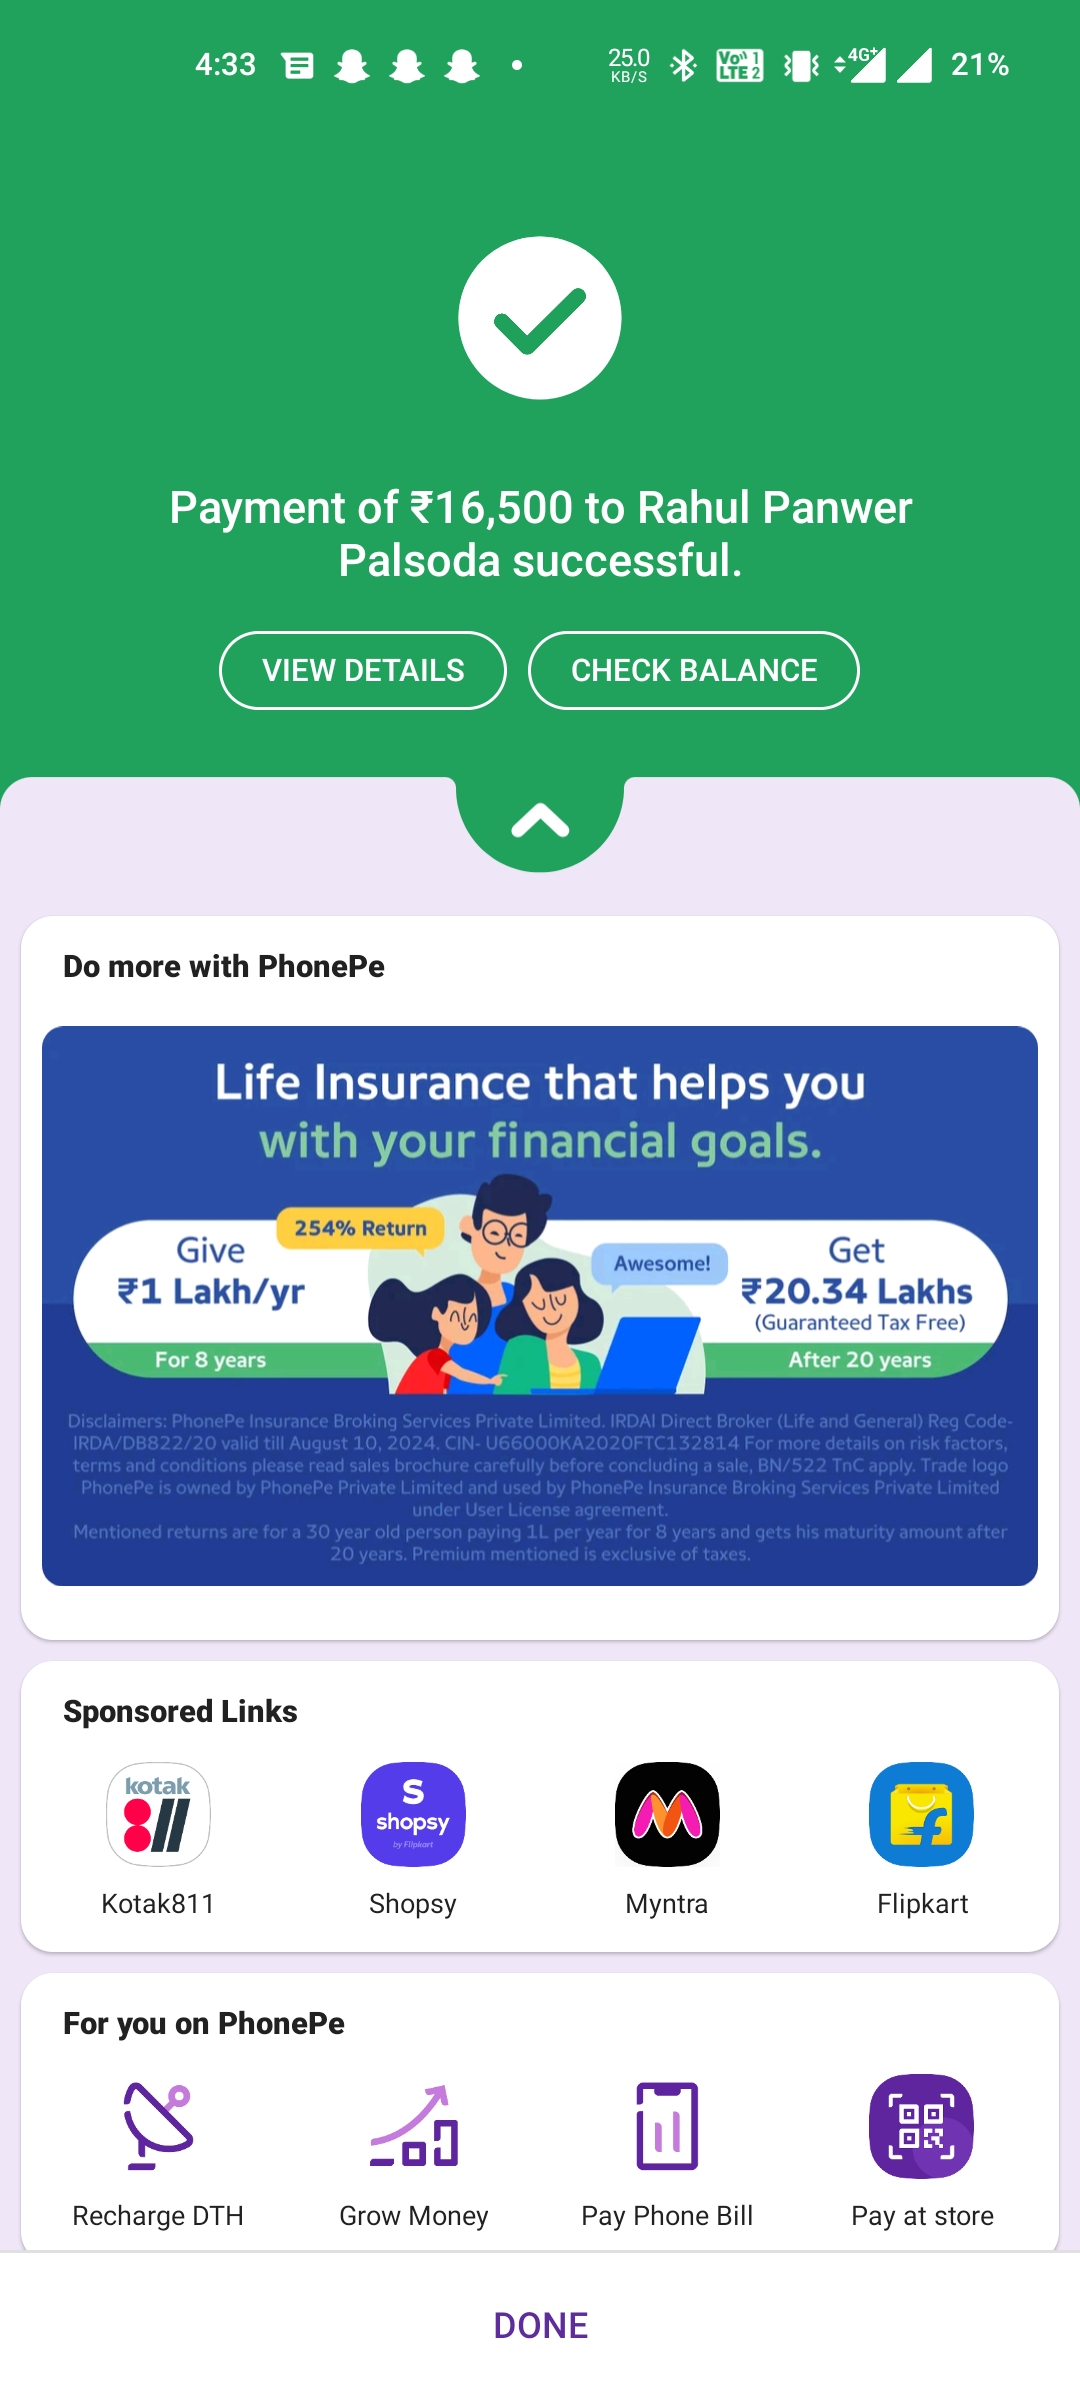 4:33
25.0
KB/S
Vo)) 1
LTE 2
4G+
21%
Payment of ₹16,500 to Rahul Panwer
Palsoda successful.
VIEW DETAILS
CHECK BALANCE
Do more with PhonePe
Life Insurance that helps you
with your financial goals.
254% Return
Give
₹1 Lakh/yr
For 8 years
Awesome!
Get
₹20.34 Lakhs
(Guaranteed Tax Free)
After 20 years
Disclaimers: PhonePe Insurance Broking Services Private Limited. IRDAI Direct Broker (Life and General) Reg Code-
IRDA/DB822/20 valid till August 10, 2024. CIN- U66000KA2020FTC132814 For more details on risk factors,
terms and conditions please read sales brochure carefully before concluding a sale, BN/522 TnC apply. Trade logo
PhonePe is owned by PhonePe Private Limited and used by PhonePe Insurance Broking Services Private Limited
under User License agreement.
Mentioned returns are for a 30 year old person paying 1L per year for 8 years and gets his maturity amount after
20 years. Premium mentioned is exclusive of taxes.
Sponsored Links
kotak
811
S
shopsy
by Flipkart
Kotak811
Shopsy
Myntra
Flipkart
For you on PhonePe
Recharge DTH
Grow Money
Pay Phone Bill
Pay at store
DONE